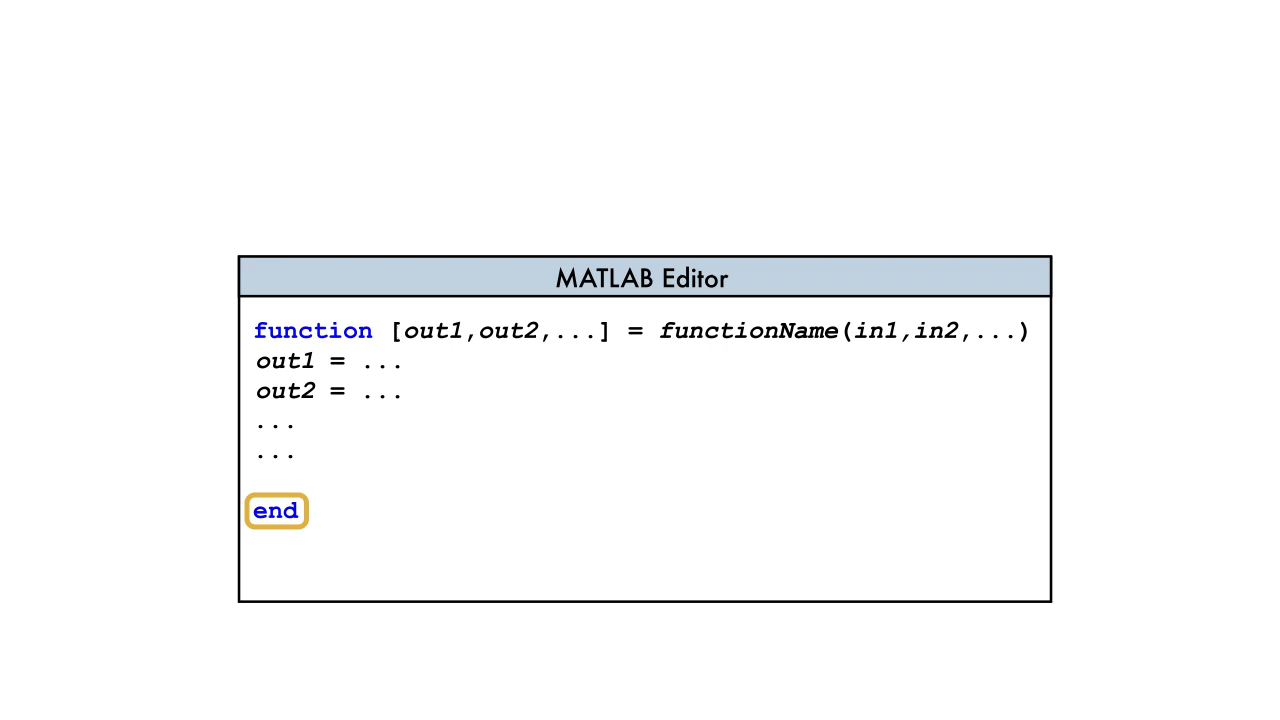 MATLAB Editor
function [out1,out2,...] = functionName(in1,in2,...)
out1 = ...
out2 = ...
...
...
end